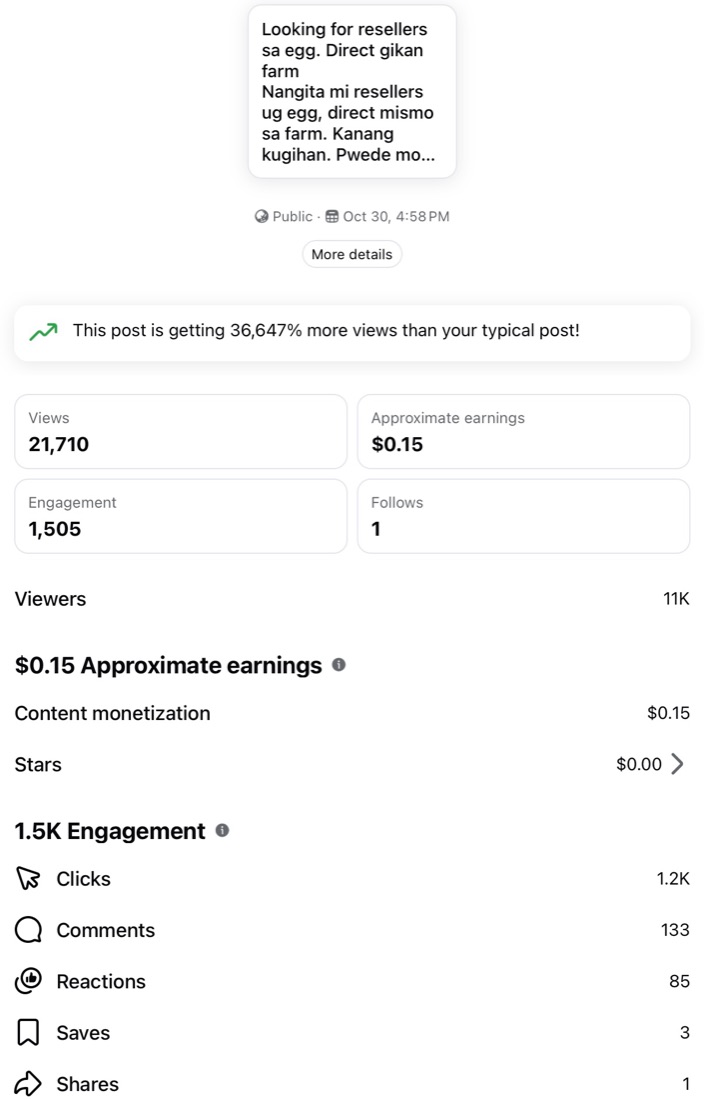 Looking for resellers
sa egg. Direct gikan
farm
Nangita mi resellers
ug egg, direct mismo
sa farm. Kanang
kugihan. Pwede mo...
Public · Oct 30, 4:58 PM
More details
This post is getting 36,647% more views than your typical post!
Views
21,710
Approximate earnings
$0.15
Engagement
1,505
Follows
1
Viewers 11K
$0.15 Approximate earnings
Content monetization $0.15
Stars $0.00
1.5K Engagement
Clicks 1.2K
Comments 133
Reactions 85
Saves 3
Shares 1